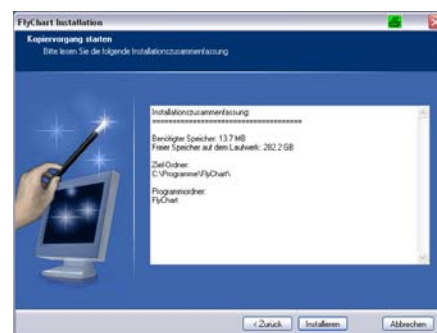 FlyChart Installation
Kopiervorgang starten
Bitte lesen Sie die folgende Installationszusammenfassung
Installationszusammenfassung:
====================================
Benötigter Speicher: 13.7 MB
Freier Speicher auf dem Laufwerk: 282.2 GB
Ziel-Ordner:
C:\Programme\FlyChart\
Programmordner:
FlyChart
< Zurück
Installieren
Abbrechen